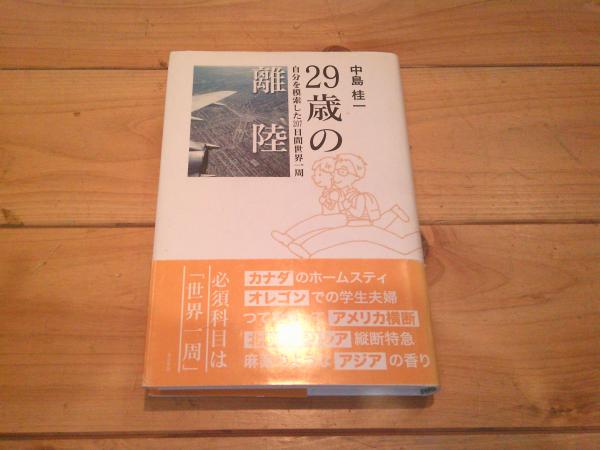 中島 桂一
29歳の
離陸
自分を模索した207日間世界一周
必須科目は
「世界一周」
カナダのホームスティ
オレゴンでの学生夫婦
アメリカ横断
縦断特急
アジアの香り